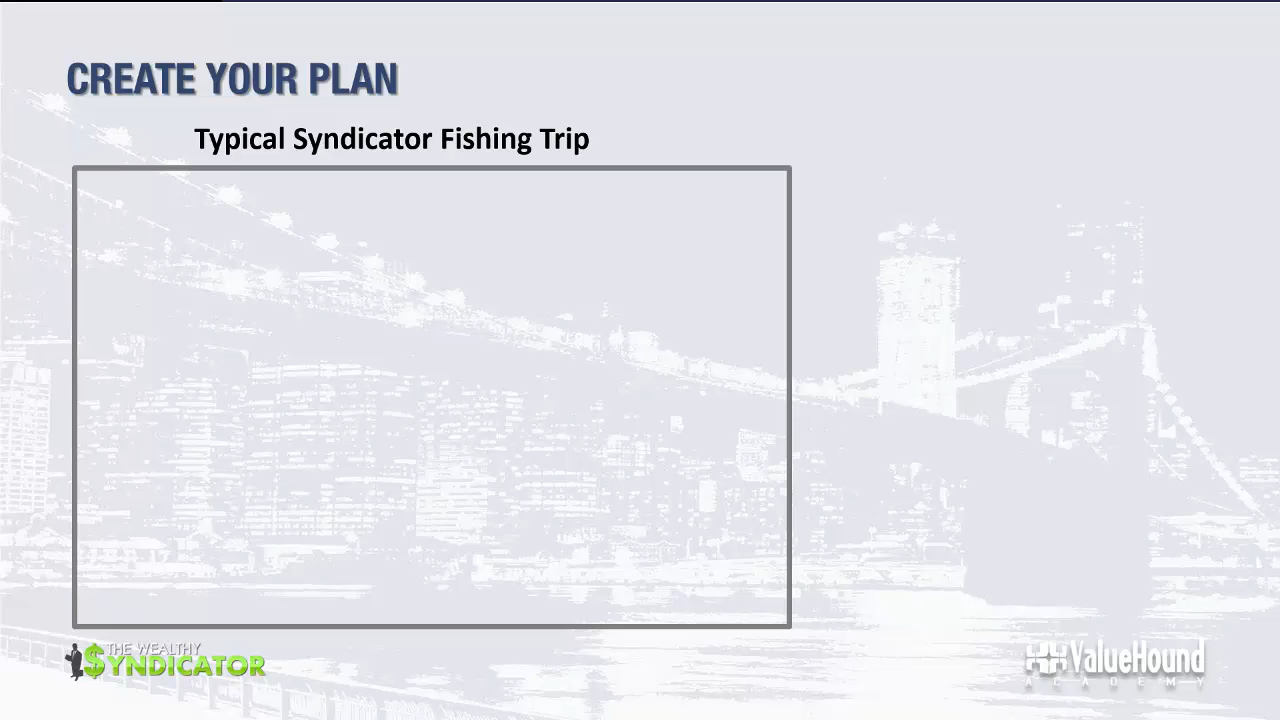 CREATE YOUR PLAN
Typical Syndicator Fishing Trip
THE WEALTHY
$YNDICATOR
ValueHound
ACADEMY